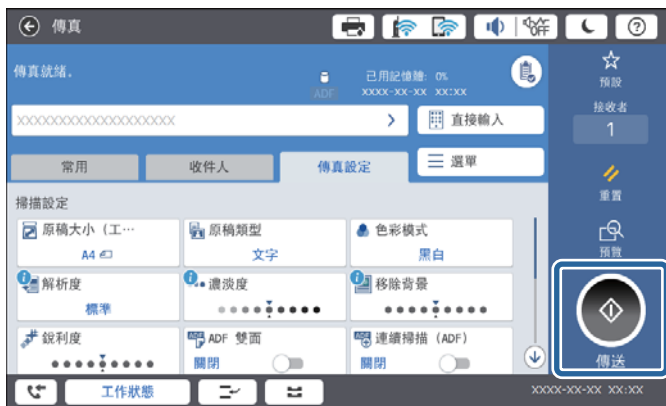 傳真
OFF
傳真就緒.
ADF
已用記憶體: 0%
XXXX-XX-XX XX:XX
預設
接收者
1
XXXXXXXXXXXXXXXXXXXX
直接輸入
常用
收件人
傳真設定
選單
重置
掃描設定
原稿大小 (工…
A4
原稿類型
文字
色彩模式
黑白
預覽
解析度
標準
濃淡度
移除背景
銳利度
ADF 雙面
關閉
連續掃描 (ADF)
關閉
傳送
工作狀態
XXXX-XX-XX XX:XX